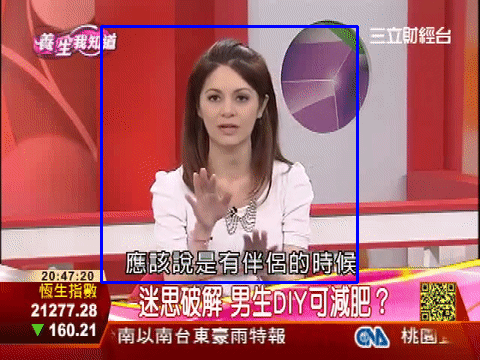 養生我知道
三立財經台
應該說是有伴侶的時候
20:47:20
恆生指數
21277.28
▼160.21
迷思破解 男生DIY可減肥？
南以南台東豪雨特報
CNA 桃園